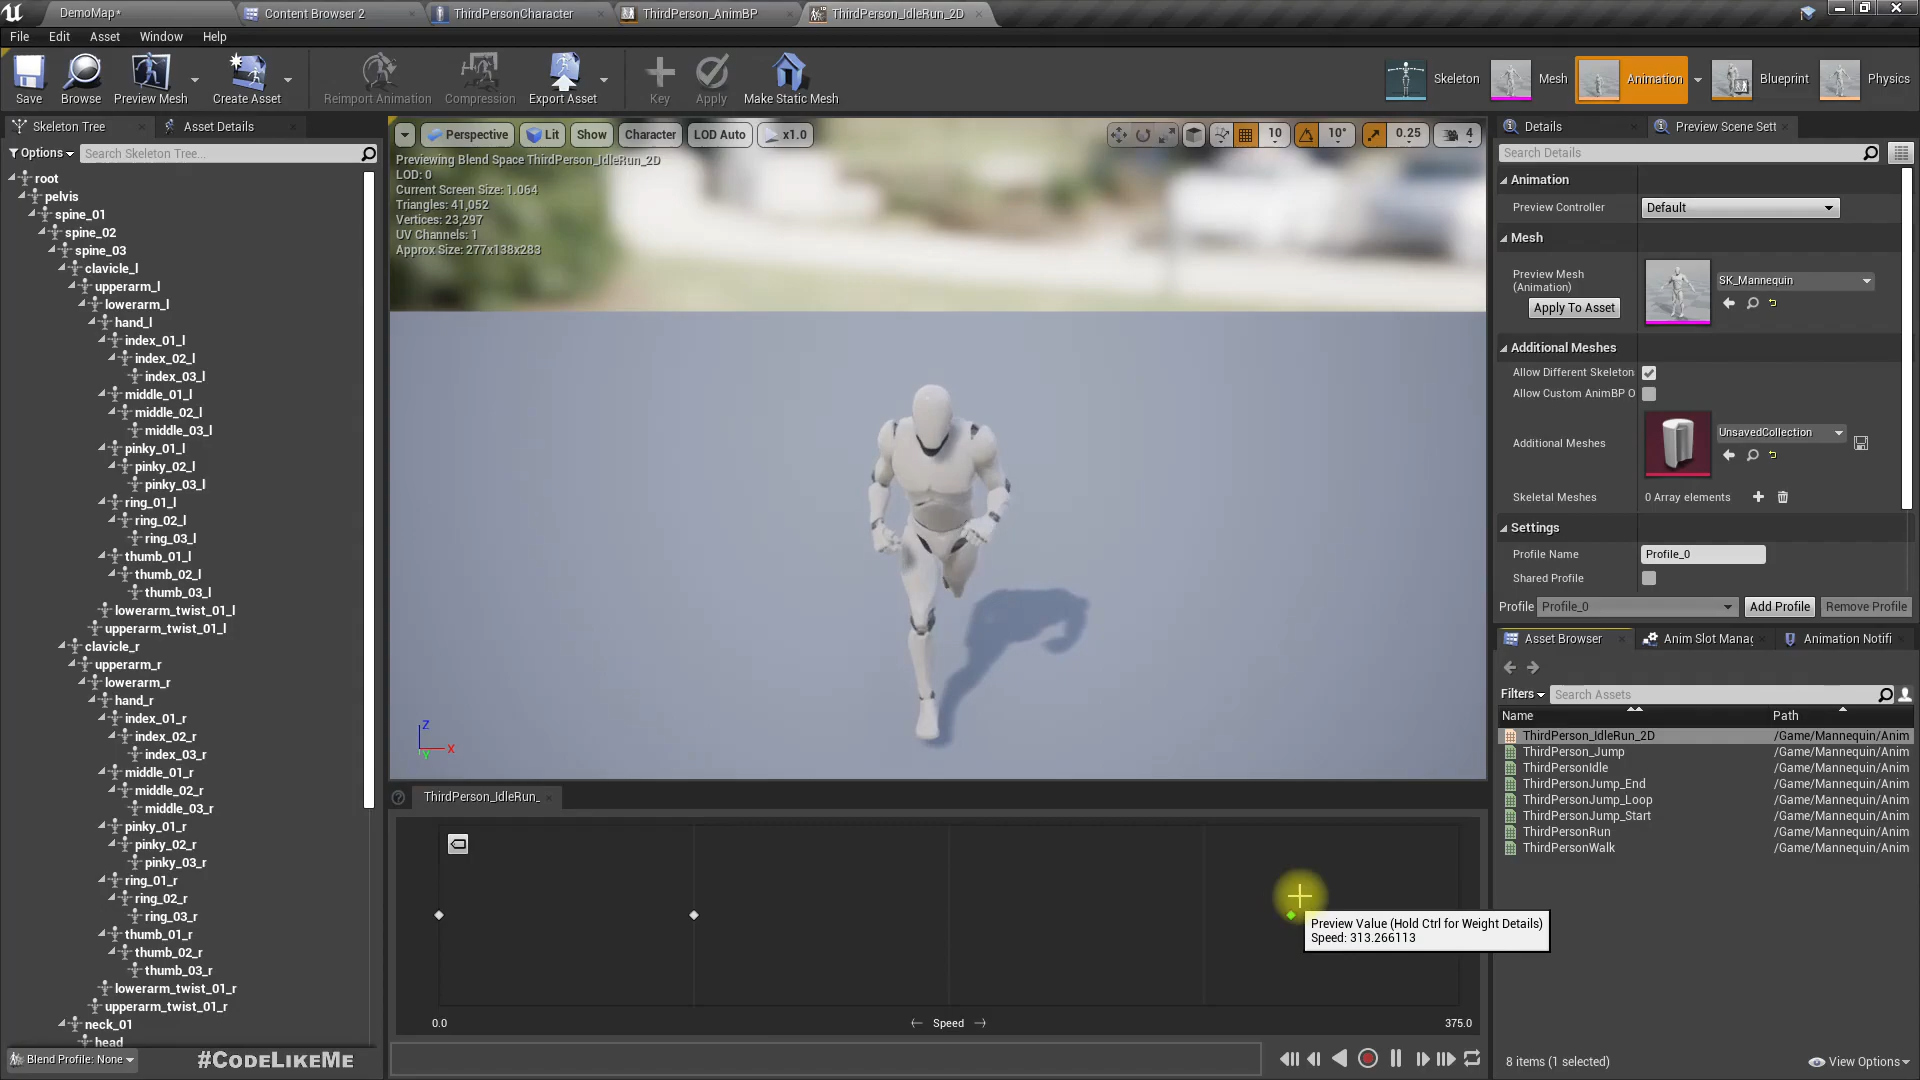 DemoMap*
Content Browser 2
ThirdPersonCharacter
ThirdPerson_AnimBP
ThirdPerson_IdleRun_2D
File Edit Asset Window Help
Save
Browse
Preview Mesh
Create Asset
Reimport Animation
Compression
Export Asset
Key
Apply
Make Static Mesh
Skeleton
Mesh
Animation
Blueprint
Physics
Skeleton Tree
Asset Details
Options
Search Skeleton Tree...
root
pelvis
spine_01
spine_02
spine_03
clavicle_l
upperarm_l
lowerarm_l
hand_l
index_01_l
index_02_l
index_03_l
middle_01_l
middle_02_l
middle_03_l
pinky_01_l
pinky_02_l
pinky_03_l
ring_01_l
ring_02_l
ring_03_l
thumb_01_l
thumb_02_l
thumb_03_l
lowerarm_twist_01_l
upperarm_twist_01_l
clavicle_r
upperarm_r
lowerarm_r
hand_r
index_01_r
index_02_r
index_03_r
middle_01_r
middle_02_r
middle_03_r
pinky_01_r
pinky_02_r
pinky_03_r
ring_01_r
ring_02_r
ring_03_r
thumb_01_r
thumb_02_r
thumb_03_r
lowerarm_twist_01_r
upperarm_twist_01_r
neck_01
head
Blend Profile: None
#CODELIKEME
Perspective
Lit
Show
Character
LOD Auto
x1.0
10
10°
0.25
4
Previewing Blend Space ThirdPerson_IdleRun_2D
LOD: 0
Current Screen Size: 1.064
Triangles: 41,052
Vertices: 23,297
UV Channels: 1
Approx Size: 277x138x283
Z
X
Y
ThirdPerson_IdleRun_
Preview Value (Hold Ctrl for Weight Details)
Speed: 313.266113
0.0
Speed
375.0
Details
Preview Scene Sett
Search Details
Animation
Preview Controller
Default
Mesh
Preview Mesh
(Animation)
Apply To Asset
SK_Mannequin
Additional Meshes
Allow Different Skeleton
Allow Custom AnimBP O
Additional Meshes
UnsavedCollection
Skeletal Meshes
0 Array elements
Settings
Profile Name
Profile_0
Shared Profile
Profile
Profile_0
Add Profile
Remove Profile
Asset Browser
Anim Slot Manag
Animation Notifi
Filters
Search Assets
Name Path
ThirdPerson_IdleRun_2D /Game/Mannequin/Anim
ThirdPerson_Jump /Game/Mannequin/Anim
ThirdPersonIdle /Game/Mannequin/Anim
ThirdPersonJump_End /Game/Mannequin/Anim
ThirdPersonJump_Loop /Game/Mannequin/Anim
ThirdPersonJump_Start /Game/Mannequin/Anim
ThirdPersonRun /Game/Mannequin/Anim
ThirdPersonWalk /Game/Mannequin/Anim
8 items (1 selected)
View Options